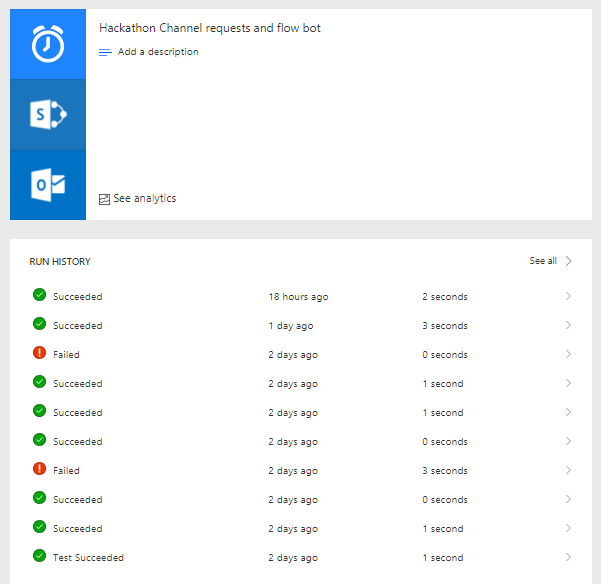 Hackathon Channel requests and flow bot
Add a description
S
O
See analytics
RUN HISTORY See all
Succeeded 18 hours ago 2 seconds
Succeeded 1 day ago 3 seconds
Failed 2 days ago 0 seconds
Succeeded 2 days ago 1 second
Succeeded 2 days ago 1 second
Succeeded 2 days ago 0 seconds
Failed 2 days ago 3 seconds
Succeeded 2 days ago 0 seconds
Succeeded 2 days ago 1 second
Test Succeeded 2 days ago 1 second